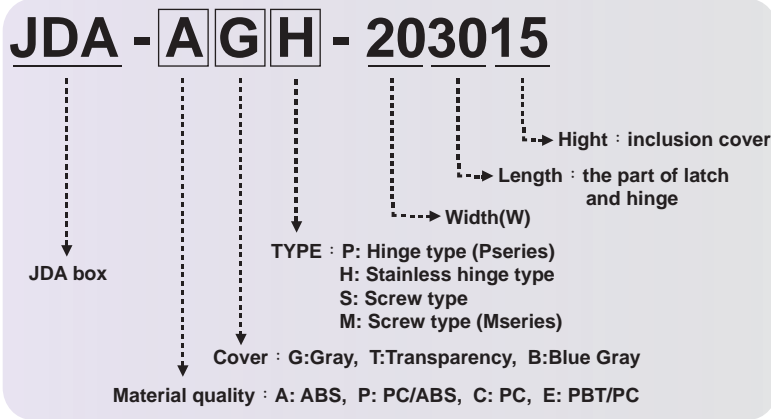 JDA - A G H - 203015
Hight : inclusion cover
Length : the part of latch
and hinge
Width(W)
TYPE : P: Hinge type (Pseries)
H: Stainless hinge type
S: Screw type
M: Screw type (Mseries)
JDA box
Cover : G:Gray, T:Transparency, B:Blue Gray
Material quality : A: ABS, P: PC/ABS, C: PC, E: PBT/PC